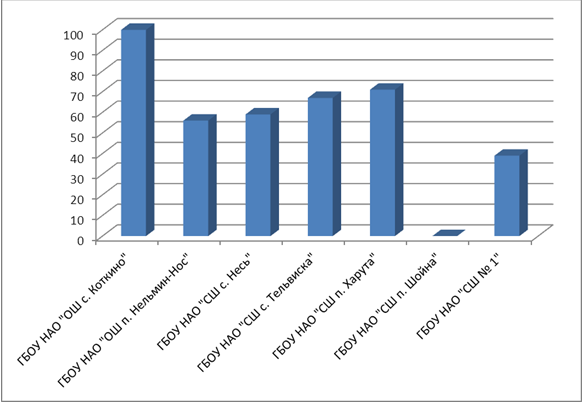 100
90
80
70
60
50
40
30
20
10
0
ГБОУ НАО "ОШ с. Коткино"
ГБОУ НАО "ОШ п. Нельмин-Нос"
ГБОУ НАО "СШ с. Несь"
ГБОУ НАО "СШ с. Тельвиска"
ГБОУ НАО "СШ п. Харута"
ГБОУ НАО "СШ п. Шойна"
ГБОУ НАО "СШ № 1"